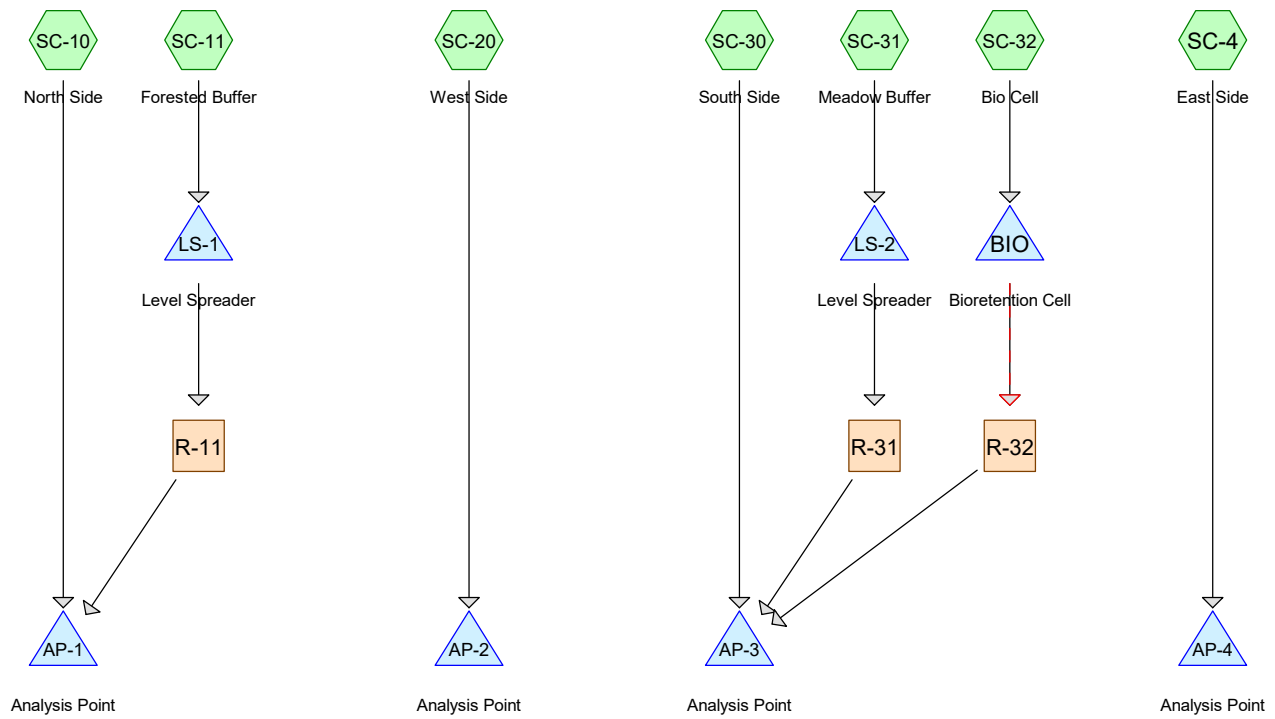 SC-10 SC-11 SC-20 SC-30 SC-31 SC-32 SC-4
North Side Forested Buffer West Side South Side Meadow Buffer Bio Cell East Side
LS-1 LS-2 BIO
Level Spreader Level Spreader Bioretention Cell
R-11 R-31 R-32
AP-1 AP-2 AP-3 AP-4
Analysis Point Analysis Point Analysis Point Analysis Point